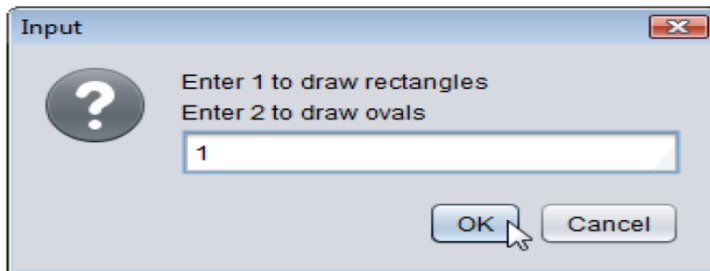 Input
Enter 1 to draw rectangles
Enter 2 to draw ovals
1
OK
Cancel